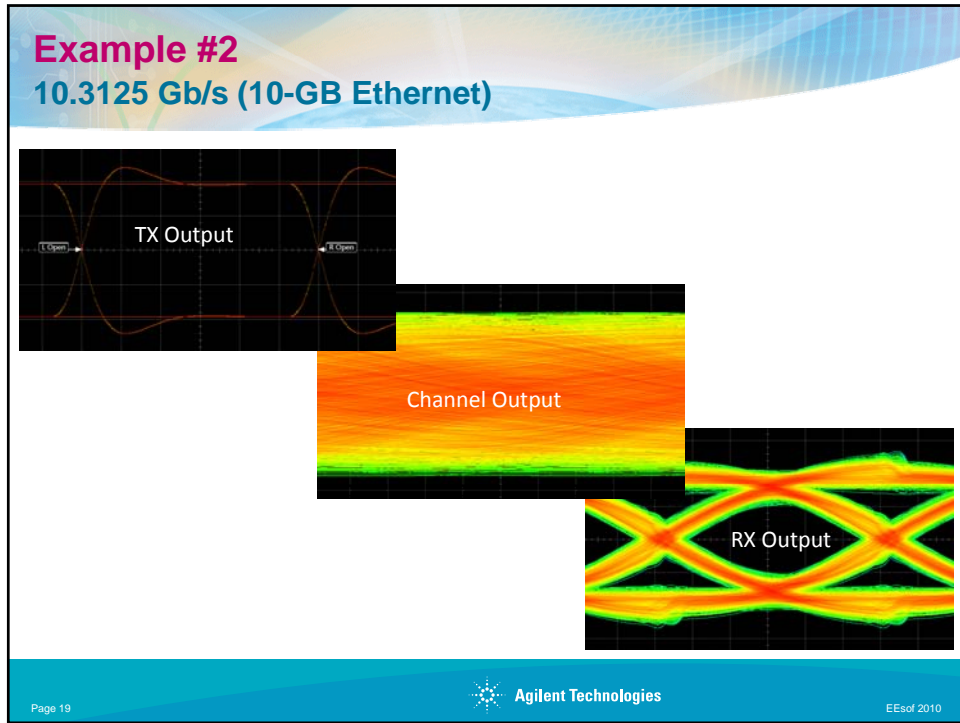 Example #2
10.3125 Gb/s (10-GB Ethernet)
TX Output
L Open
R Open
Channel Output
RX Output
Page 19
Agilent Technologies
EEsof 2010